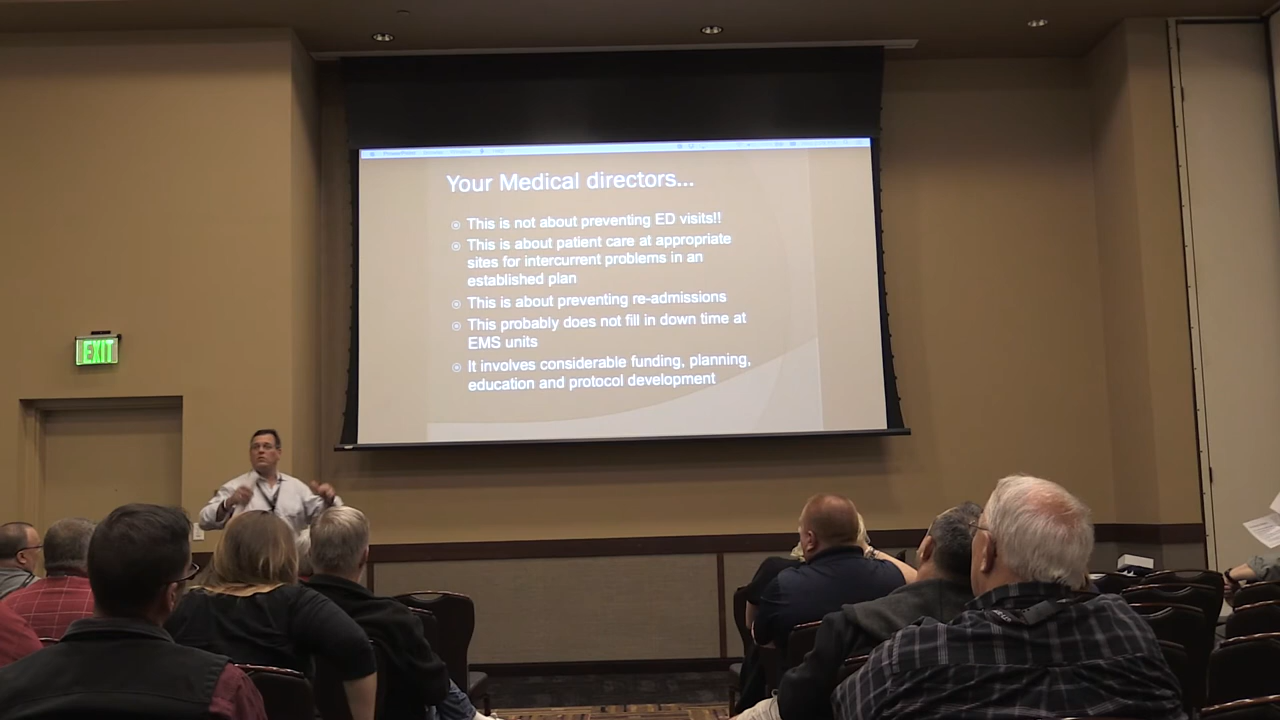 Your Medical directors...
This is not about preventing ED visits!!
This is about patient care at appropriate
sites for intercurrent problems in an
established plan
This is about preventing re-admissions
This probably does not fill in down time at
EMS units
It involves considerable funding, planning,
education and protocol development
EXIT